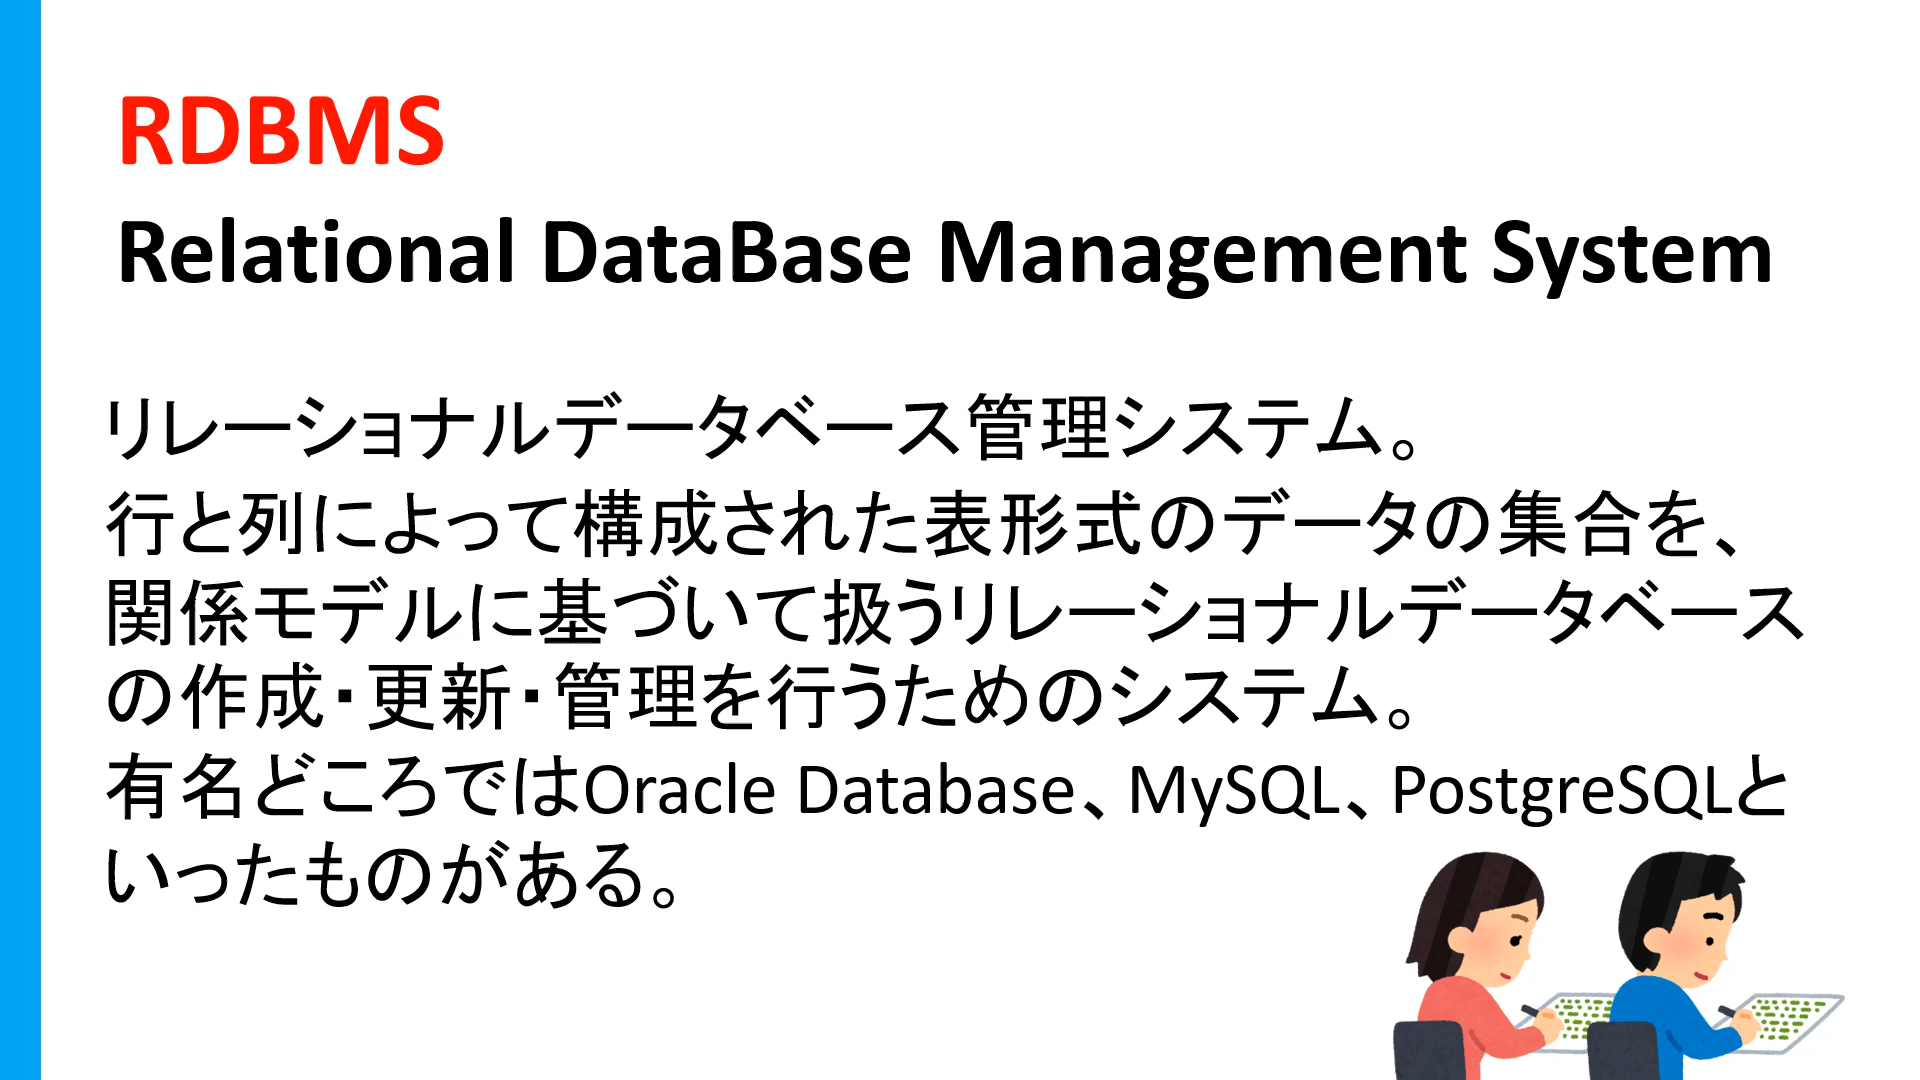 RDBMS
Relational DataBase Management System
リレーショナルデータベース管理システム。
行と列によって構成された表形式のデータの集合を、
関係モデルに基づいて扱うリレーショナルデータベース
の作成・更新・管理を行うためのシステム。
有名どころではOracle Database、MySQL、PostgreSQLと
いったものがある。